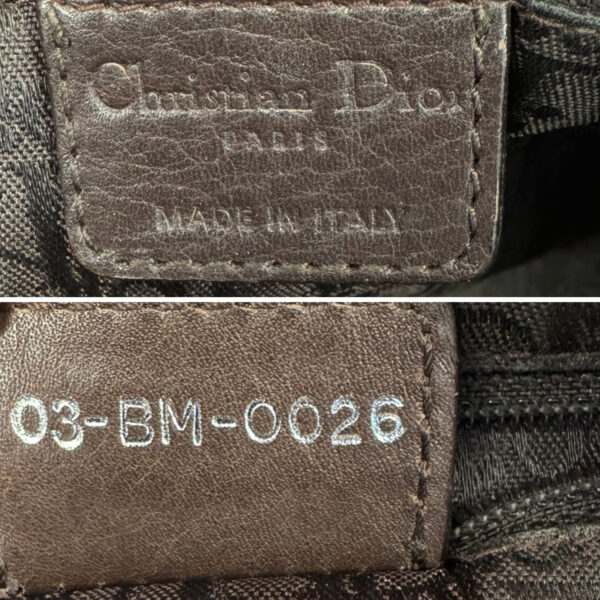 Christian Dior
PARIS
MADE IN ITALY
03-BM-0026